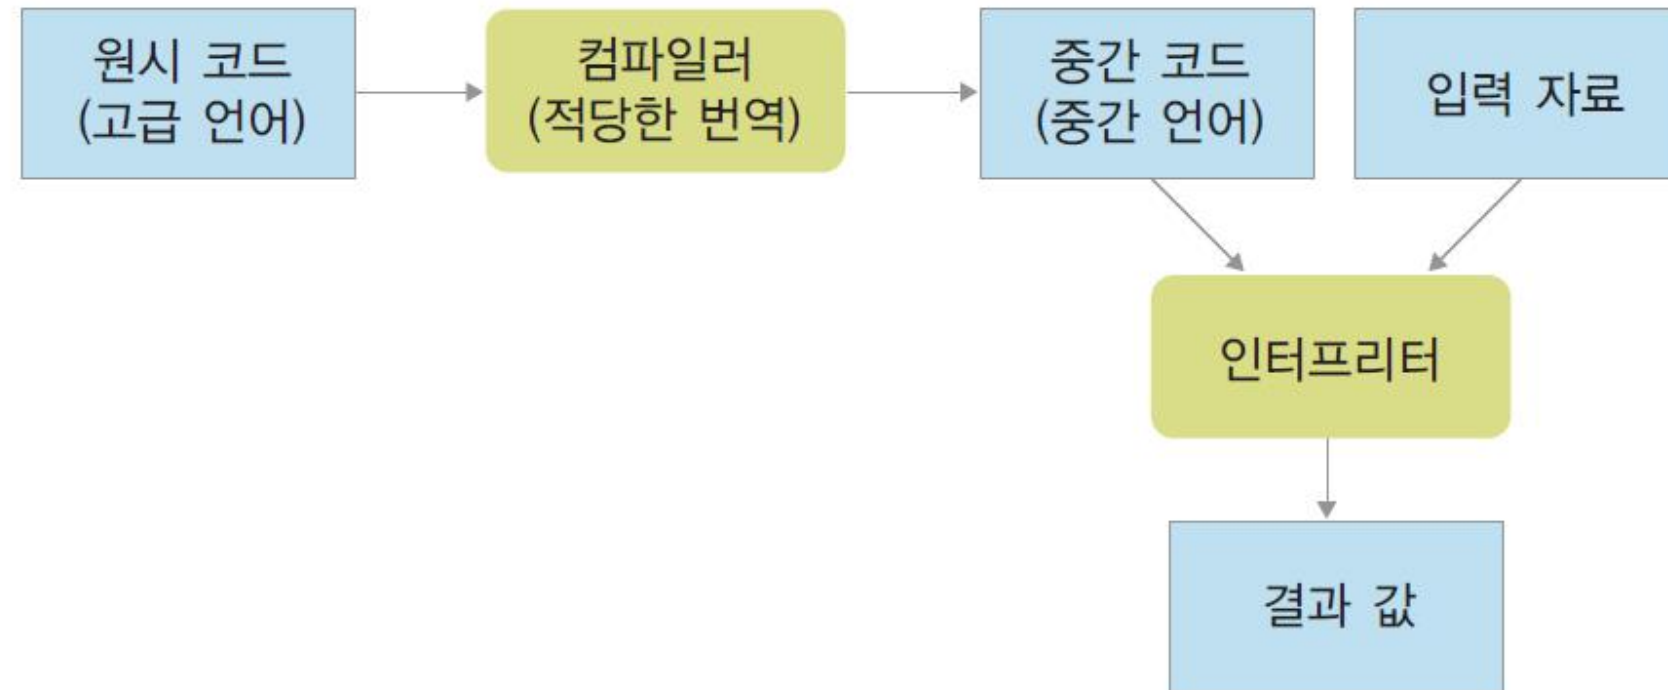 원시 코드
(고급 언어)
컴파일러
(적당한 번역)
중간 코드
(중간 언어)
입력 자료
인터프리터
결과 값